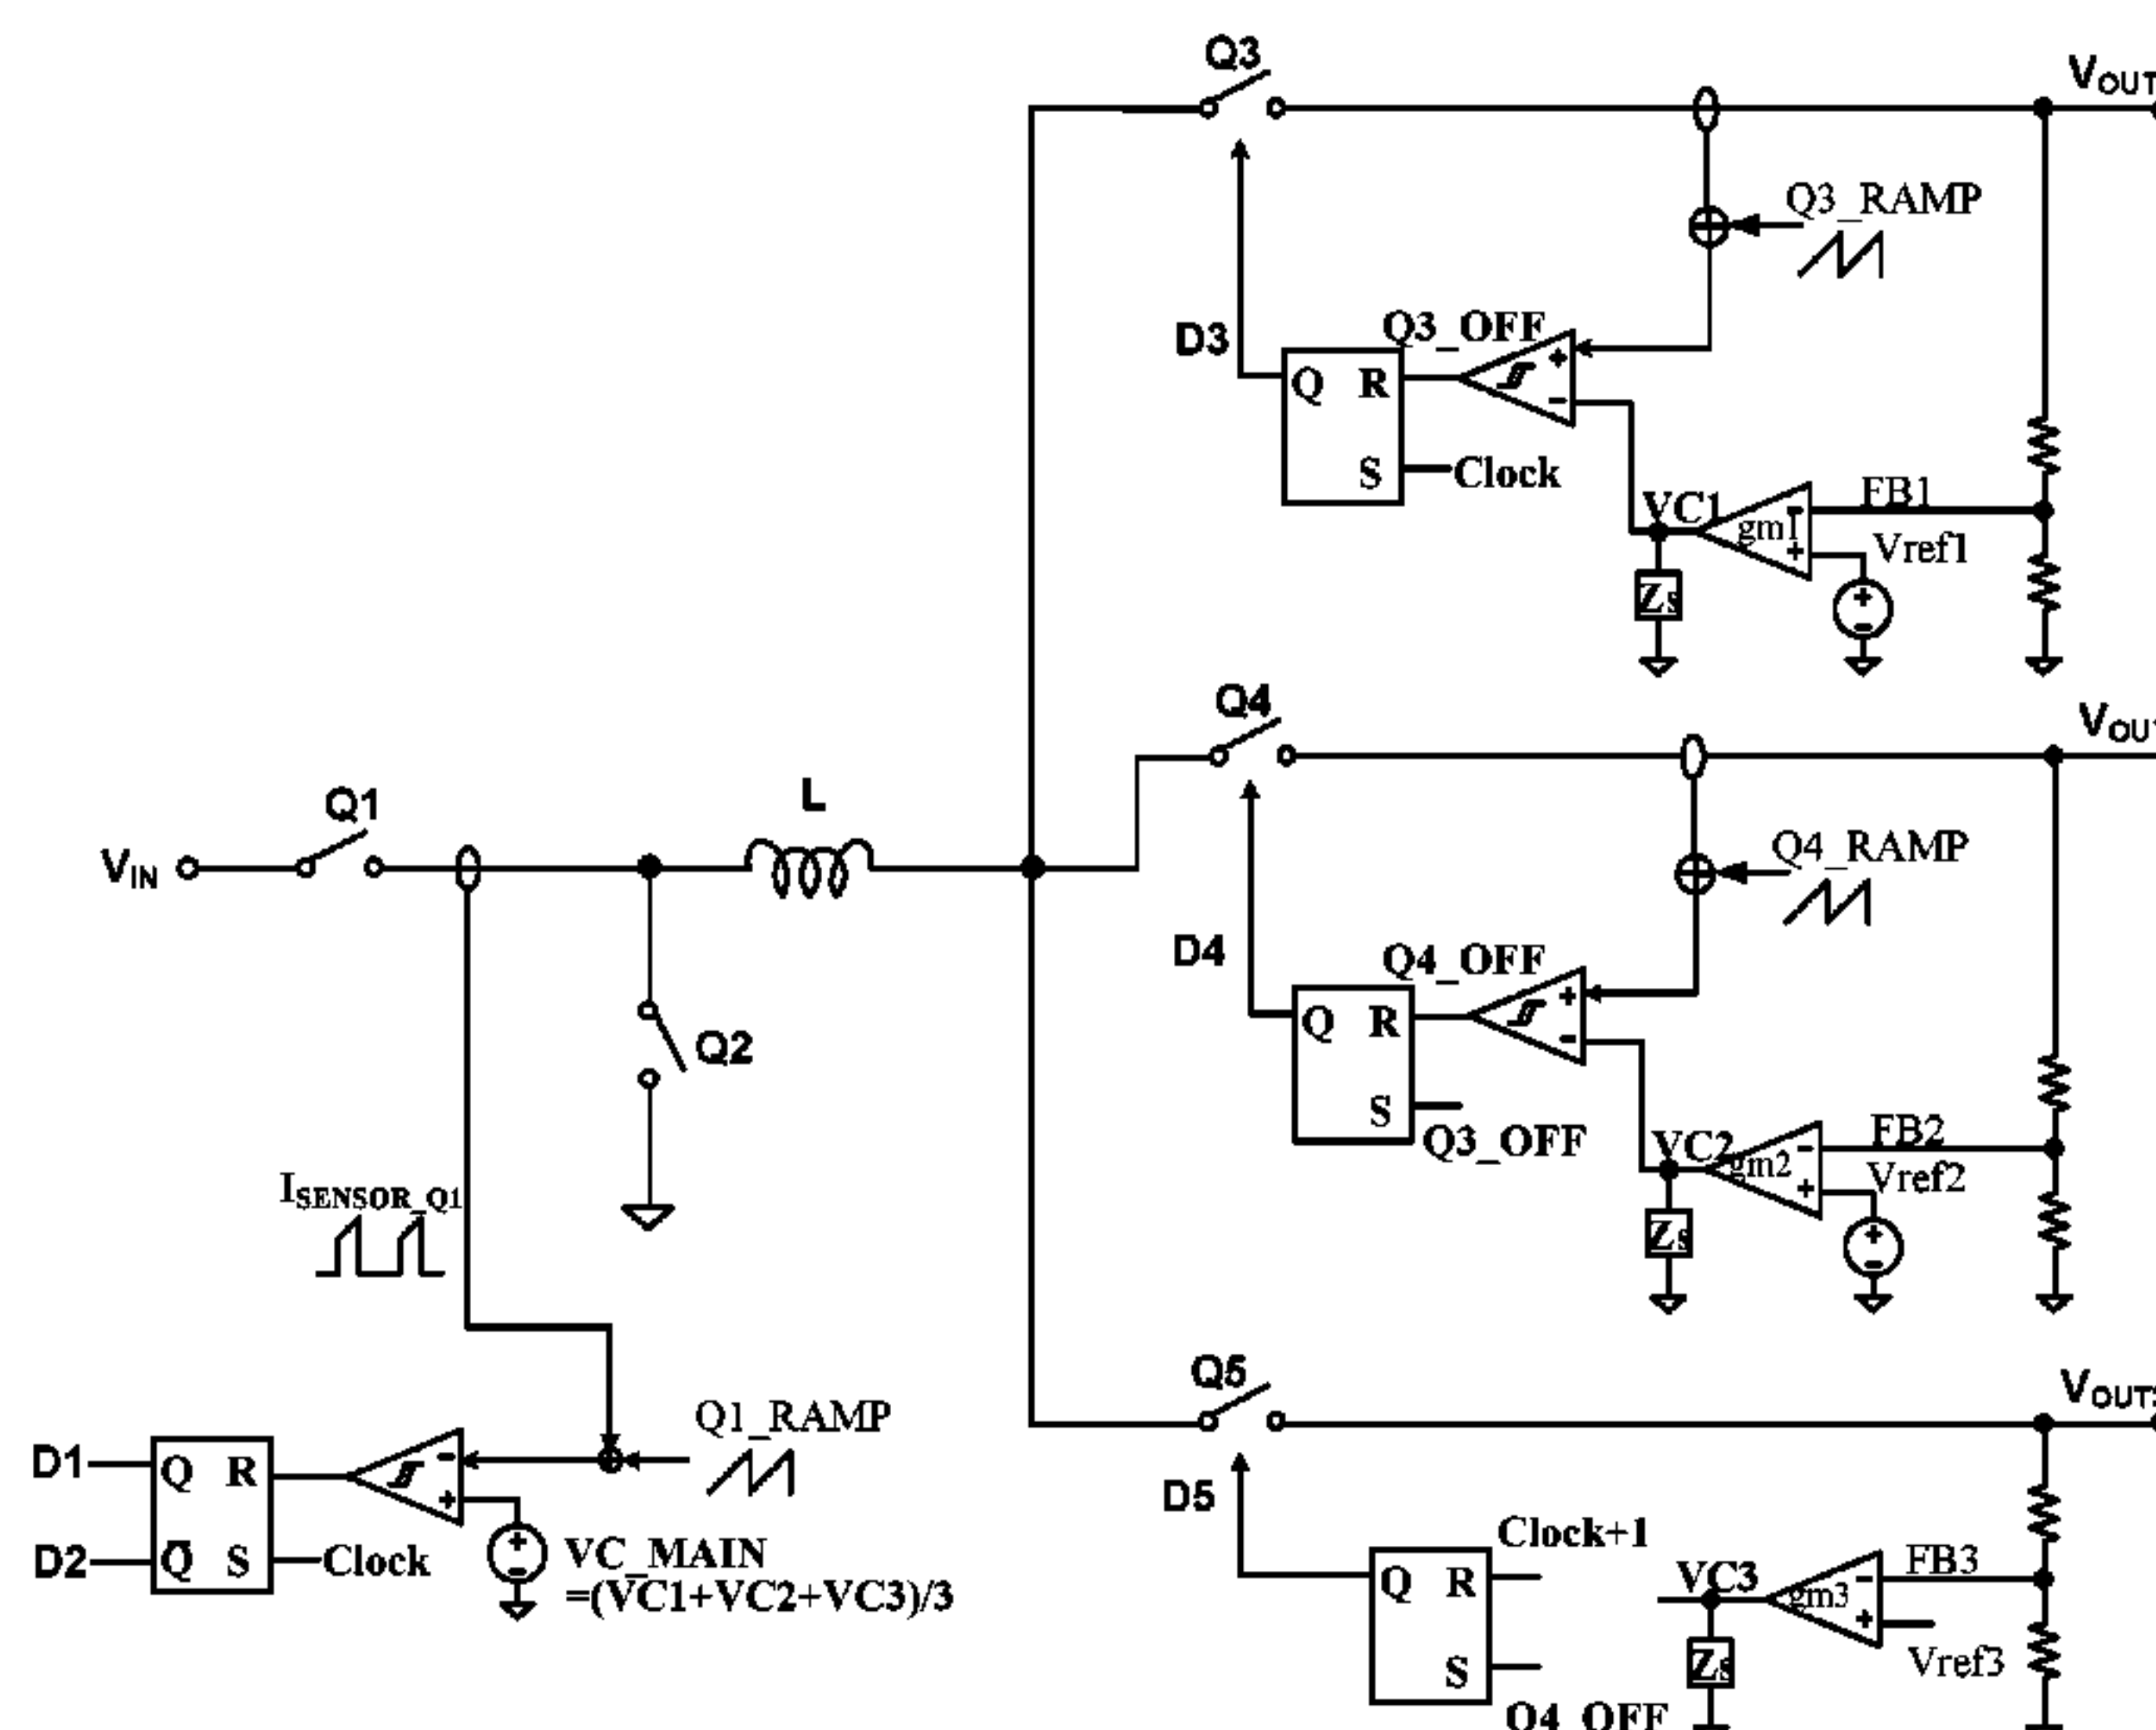 Q3
VOUT
Q3_RAMP
D3
Q3_OFF
+
-
Q R
S Clock
VC1
gm1
-
+
FB1
Vref1
Zs
+
-
Q4
VOUT
Q1
L
VIN
Q4_RAMP
D4
Q4_OFF
+
-
Q R
S
Q3_OFF
Q2
VC2
gm2
-
+
FB2
Vref2
Zs
+
-
ISENSOR_Q1
Q5
VOUT
Q1_RAMP
D5
D1
Q R
-
+
D2
Q̅ S Clock
+
-
VC_MAIN
=(VC1+VC2+VC3)/3
Clock+1
Q R
S
Q4_OFF
VC3
gm3
-
+
FB3
Vref3
Zs